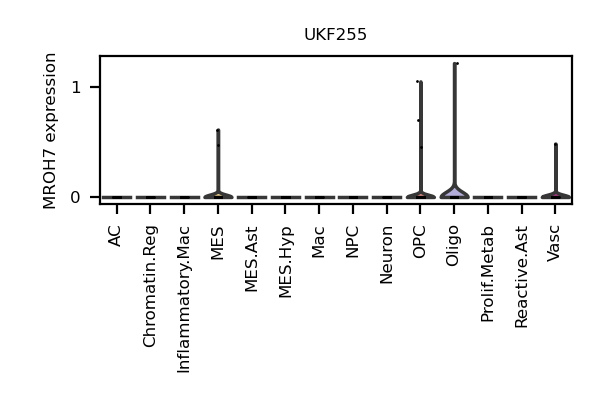 UKF255
MROH7 expression
1
0
AC
Chromatin.Reg
Inflammatory.Mac
MES
MES.Ast
MES.Hyp
Mac
NPC
Neuron
OPC
Oligo
Prolif.Metab
Reactive.Ast
Vasc